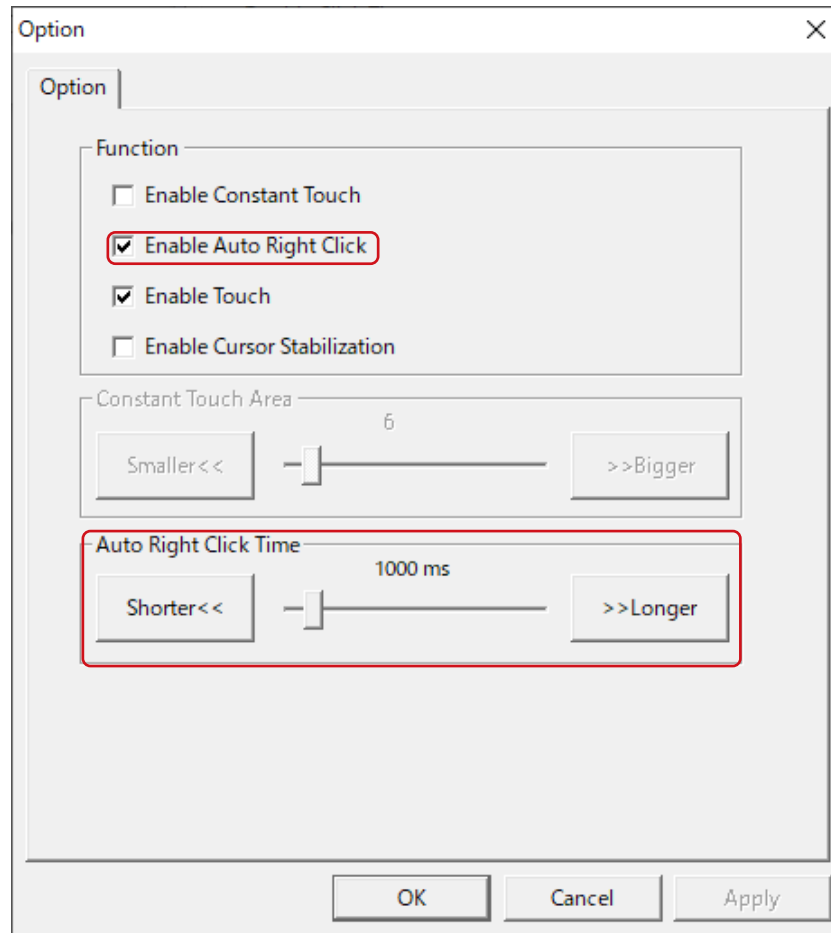 Option
Option
Function
Enable Constant Touch
Enable Auto Right Click
Enable Touch
Enable Cursor Stabilization
Constant Touch Area
6
Smaller<<
>>Bigger
Auto Right Click Time
1000 ms
Shorter<<
>>Longer
OK
Cancel
Apply